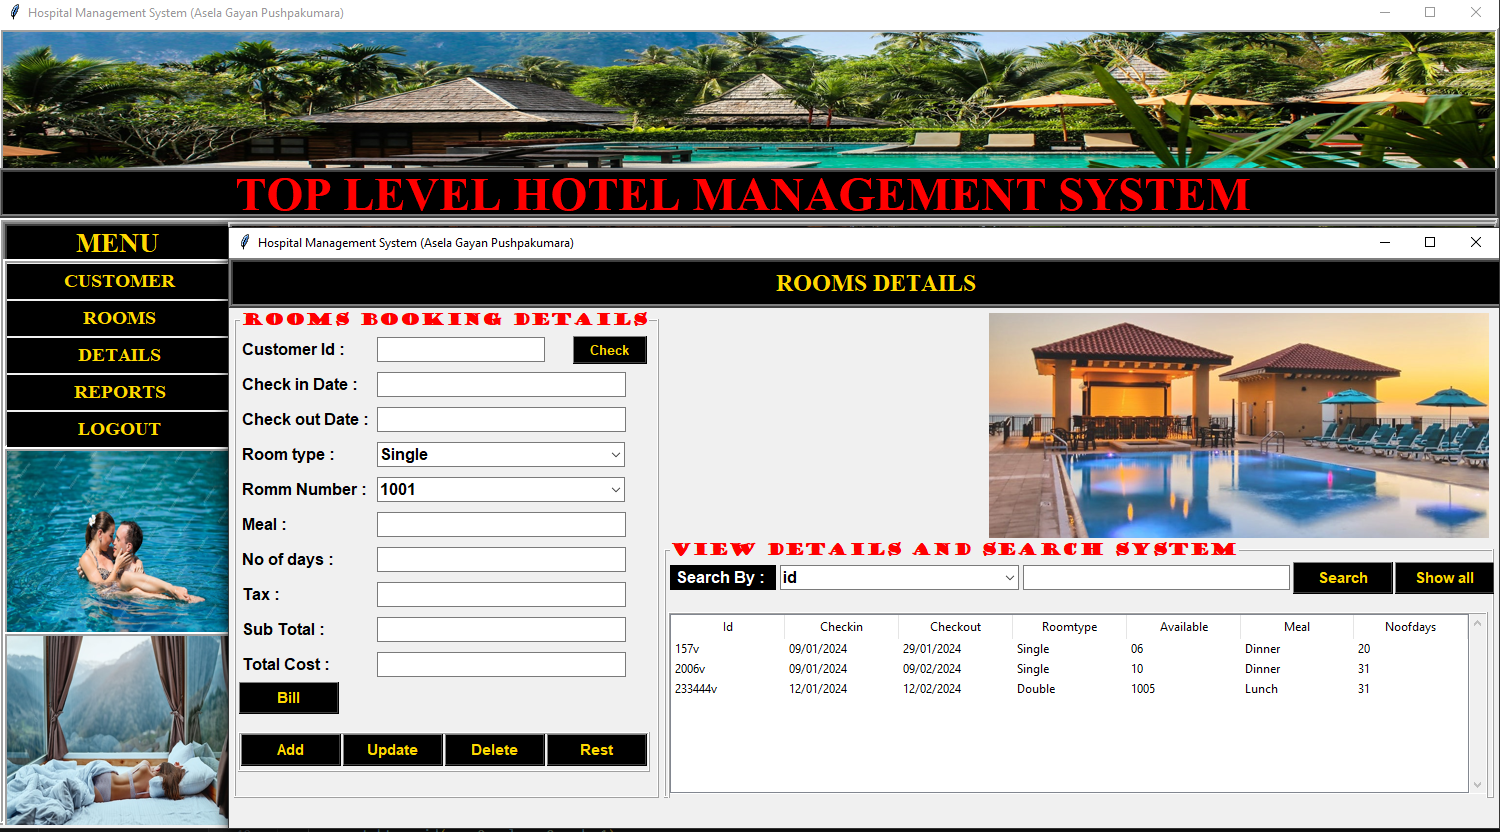 Hospital Management System (Asela Gayan Pushpakumara)
TOP LEVEL HOTEL MANAGEMENT SYSTEM
MENU
CUSTOMER
ROOMS
DETAILS
REPORTS
LOGOUT
Hospital Management System (Asela Gayan Pushpakumara)
ROOMS DETAILS
ROOMS BOOKING DETAILS
Customer Id : Check
Check in Date :
Check out Date :
Room type : Single
Romm Number : 1001
Meal :
No of days :
Tax :
Sub Total :
Total Cost :
Bill
Add Update Delete Rest
VIEW DETAILS AND SEARCH SYSTEM
Search By : id Search Show all
Id Checkin Checkout Roomtype Available Meal Noofdays
157v 09/01/2024 29/01/2024 Single 06 Dinner 20
2006v 09/01/2024 09/02/2024 Single 10 Dinner 31
233444v 12/01/2024 12/02/2024 Double 1005 Lunch 31